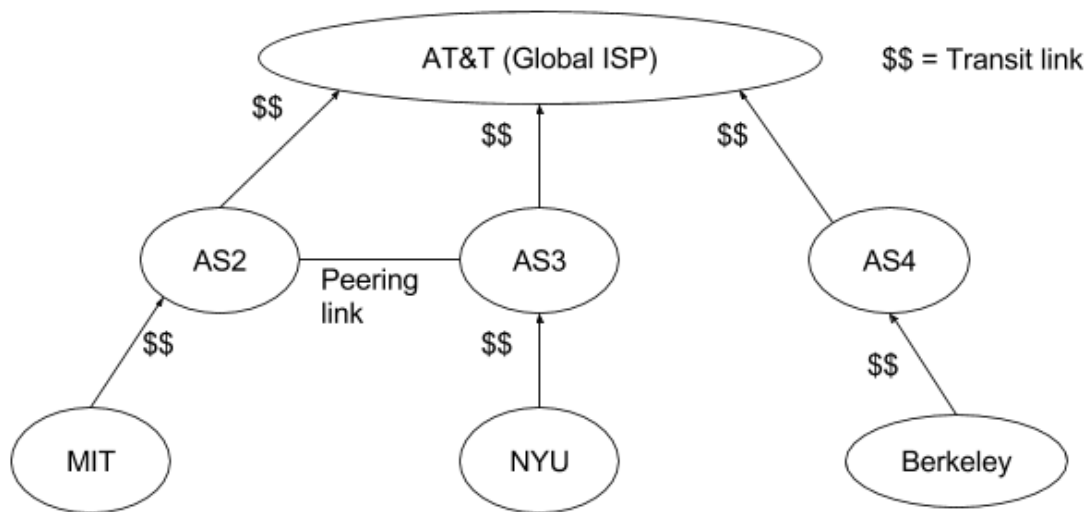 AT&T (Global ISP)
$$ = Transit link
$$
$$
$$
AS2
AS3
AS4
Peering
link
$$
$$
$$
MIT
NYU
Berkeley